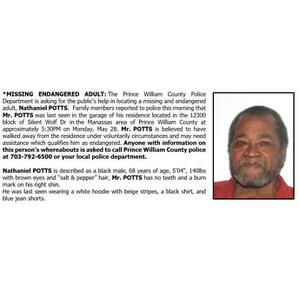 *MISSING ENDANGERED ADULT: The Prince William County Police
Department is asking for the public's help in locating a missing and endangered
adult, Nathaniel POTTS. Family members reported to police this morning that
Mr. POTTS was last seen in the garage of his residence located in the 12300
block of Silent Wolf Dr in the Manassas area of Prince William County at
approximately 5:30PM on Monday, May 28. Mr. POTTS is believed to have
walked away from the residence under voluntarily circumstances and may need
assistance which qualifies him as endangered. Anyone with information on
this person's whereabouts is asked to call Prince William County police
at 703-792-6500 or your local police department.
Nathaniel POTTS is described as a black male, 68 years of age, 5'04", 140lbs
with brown eyes and "salt & pepper" hair, Mr. POTTS has no teeth and a burn
mark on his right shin.
He was last seen wearing a white hoodie with beige stripes, a black shirt, and
blue jean shorts.